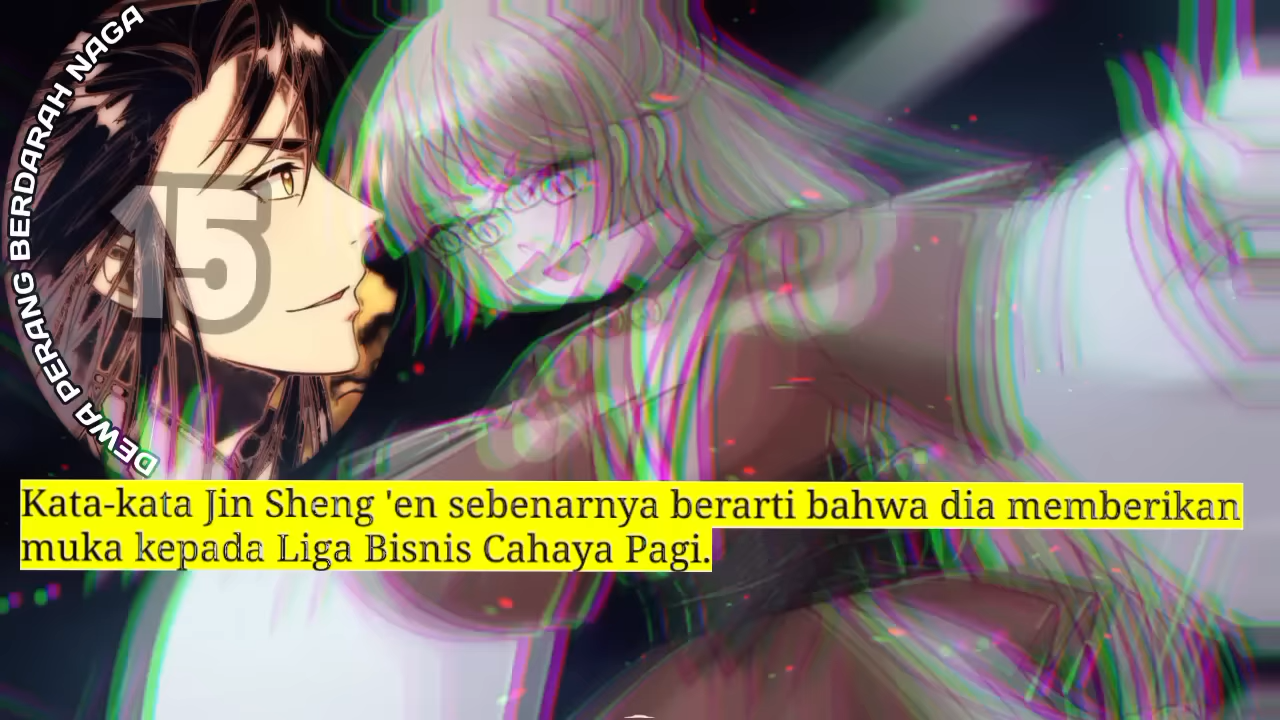 DEWA PERANG BERDARAH NAGA
15
Kata-kata Jin Sheng 'en sebenarnya berarti bahwa dia memberikan
muka kepada Liga Bisnis Cahaya Pagi.